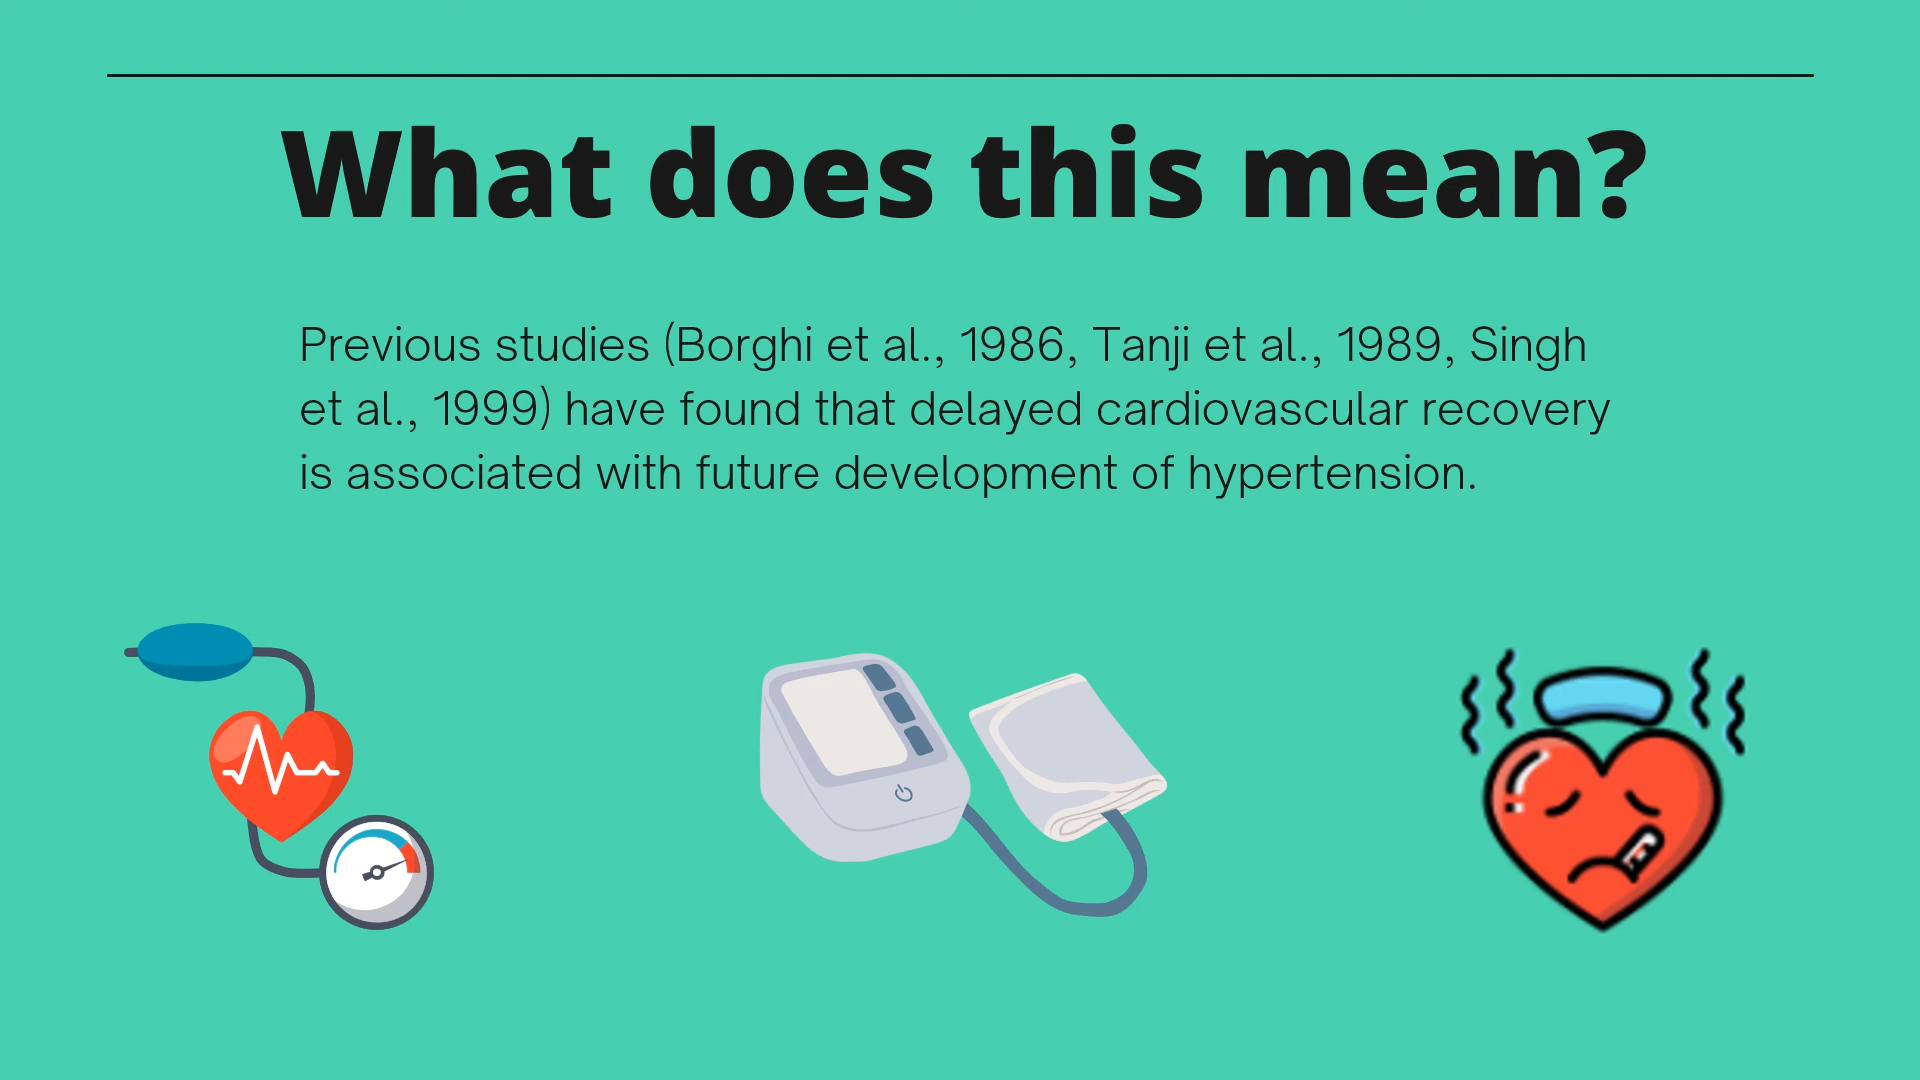 What does this mean?
Previous studies (Borghi et al., 1986, Tanji et al., 1989, Singh
et al., 1999) have found that delayed cardiovascular recovery
is associated with future development of hypertension.